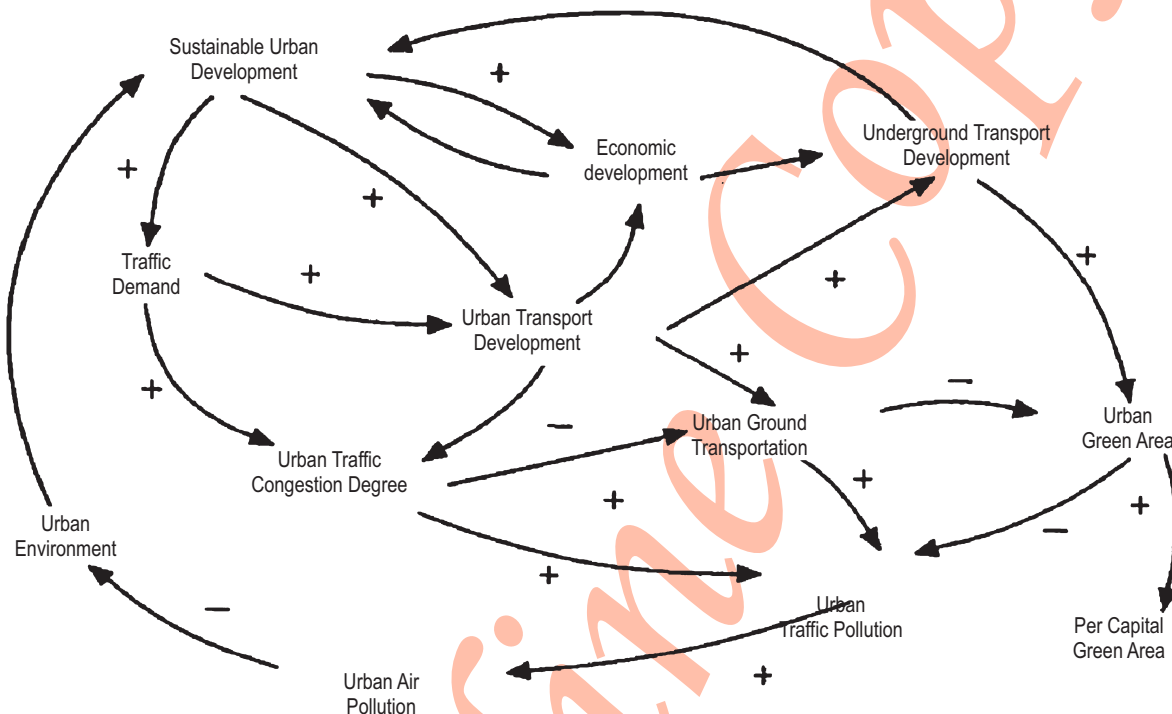 Sustainable Urban
Development
+
Underground Transport
Development
Economic
development
+
+
Traffic
Demand
+
+
+
Urban Transport
Development
+
+
−
−
Urban Ground
Transportation
Urban
Green Area
Urban Traffic
Congestion Degree
+
+
+
Urban
Environment
+
−
−
Urban
Traffic Pollution
Per Capital
Green Area
+
Urban Air
Pollution